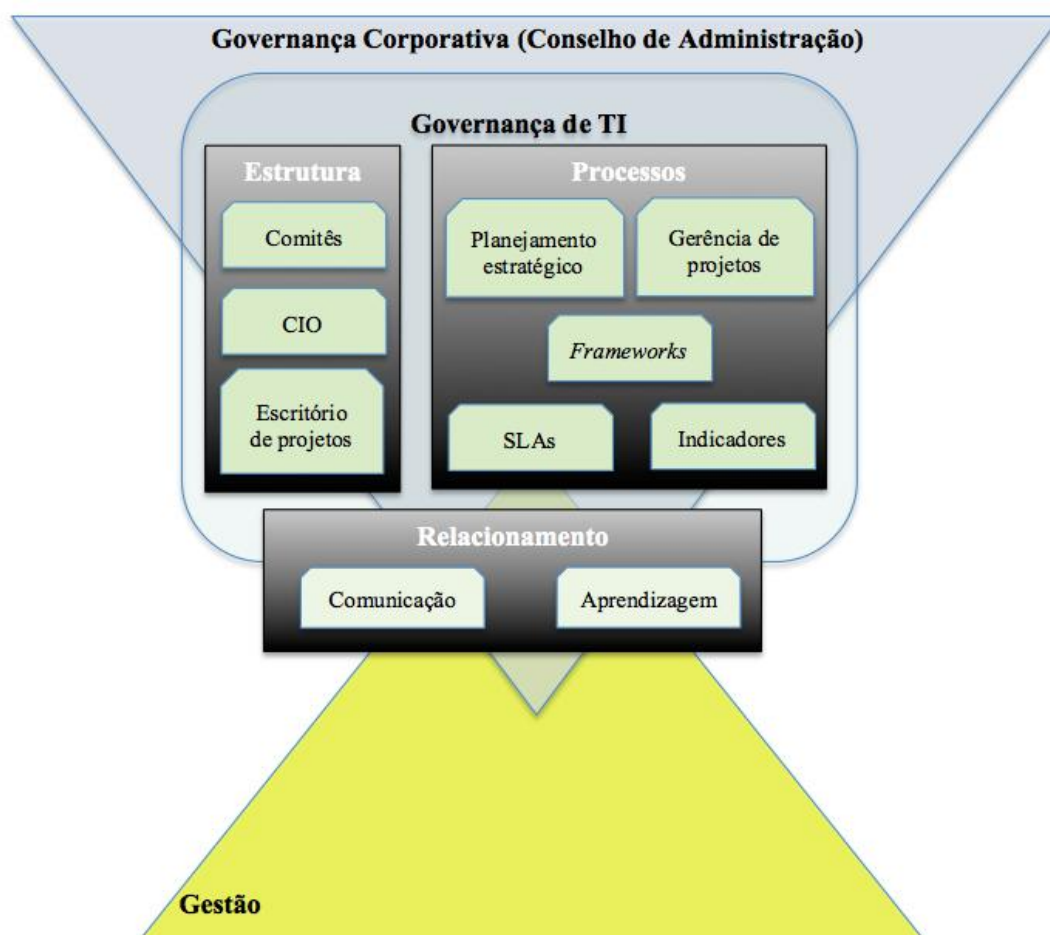 Governança Corporativa (Conselho de Administração)
Governança de TI
Estrutura
Comitês
CIO
Escritório
de projetos
Processos
Planejamento
estratégico
Gerência de
projetos
Frameworks
SLAs
Indicadores
Relacionamento
Comunicação
Aprendizagem
Gestão